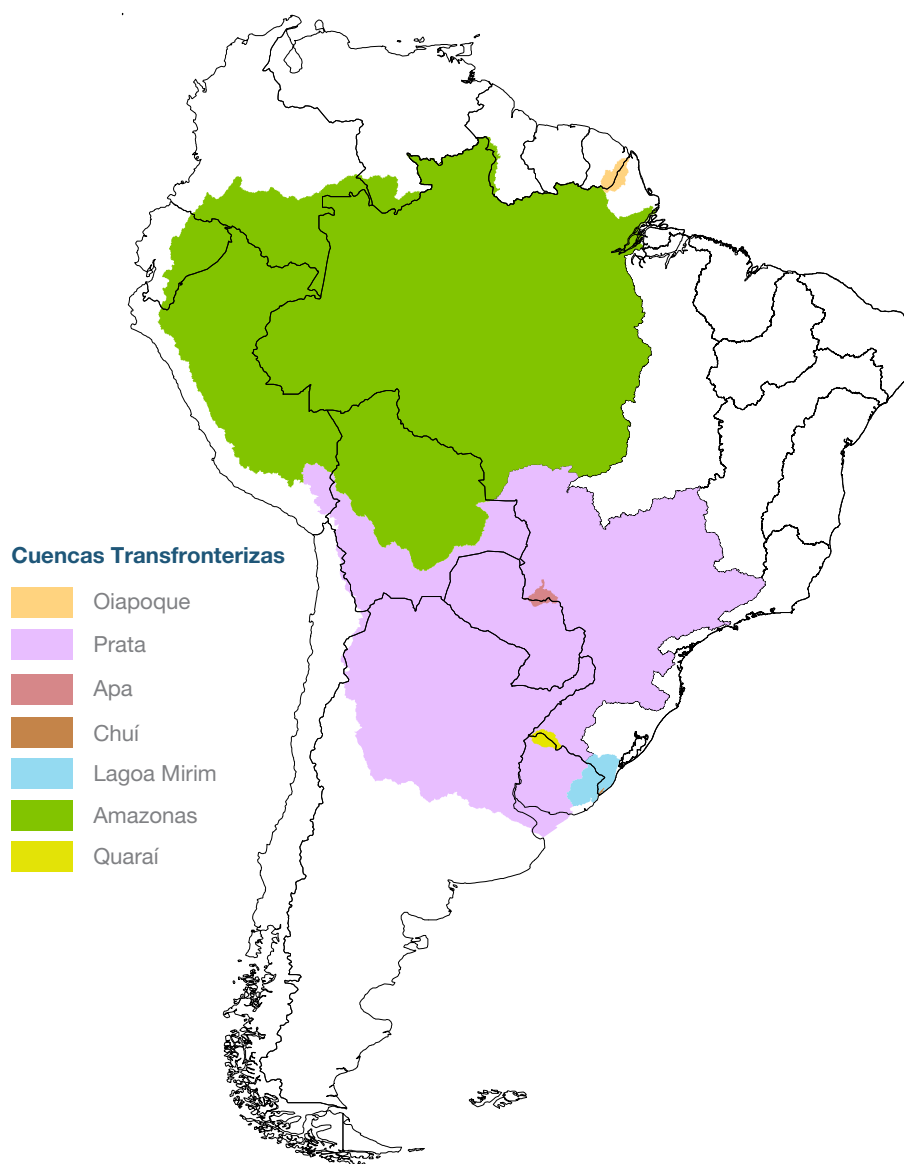 Cuencas Transfronterizas
Oiapoque
Prata
Apa
Chuí
Lagoa Mirim
Amazonas
Quaraí